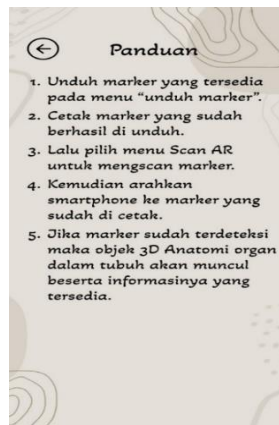 Panduan
1. Unduh marker yang tersedia
pada menu “unduh marker”.
2. Cetak marker yang sudah
berhasil di unduh.
3. Lalu pilih menu Scan AR
untuk mengscan marker.
4. Kemudian arahkan
smartphone ke marker yang
sudah di cetak.
5. Jika marker sudah terdeteksi
maka objek 3D Anatomi organ
dalam tubuh akan muncul
beserta informasinya yang
tersedia.